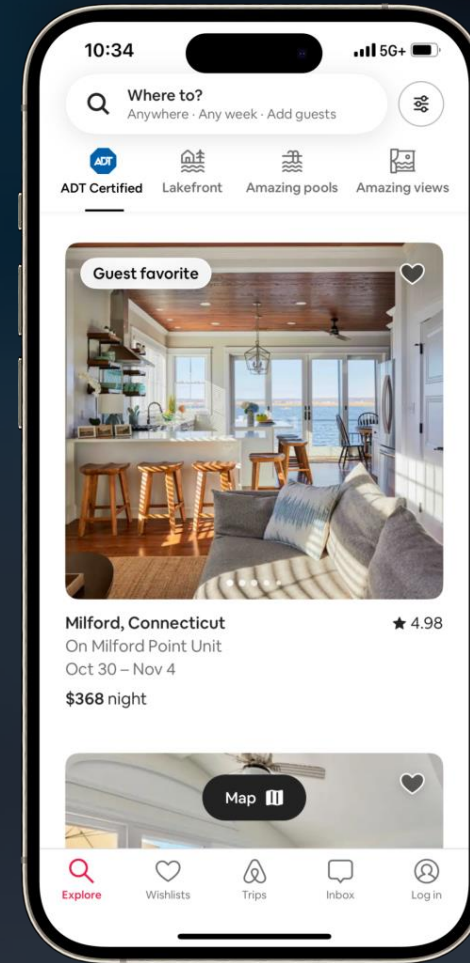 10:34
5G+
Where to?
Anywhere · Any week · Add guests
ADT
ADT Certified
Lakefront
Amazing pools
Amazing views
Guest favorite
Milford, Connecticut
★ 4.98
On Milford Point Unit
Oct 30 – Nov 4
$368 night
Map
Explore
Wishlists
Trips
Inbox
Log in